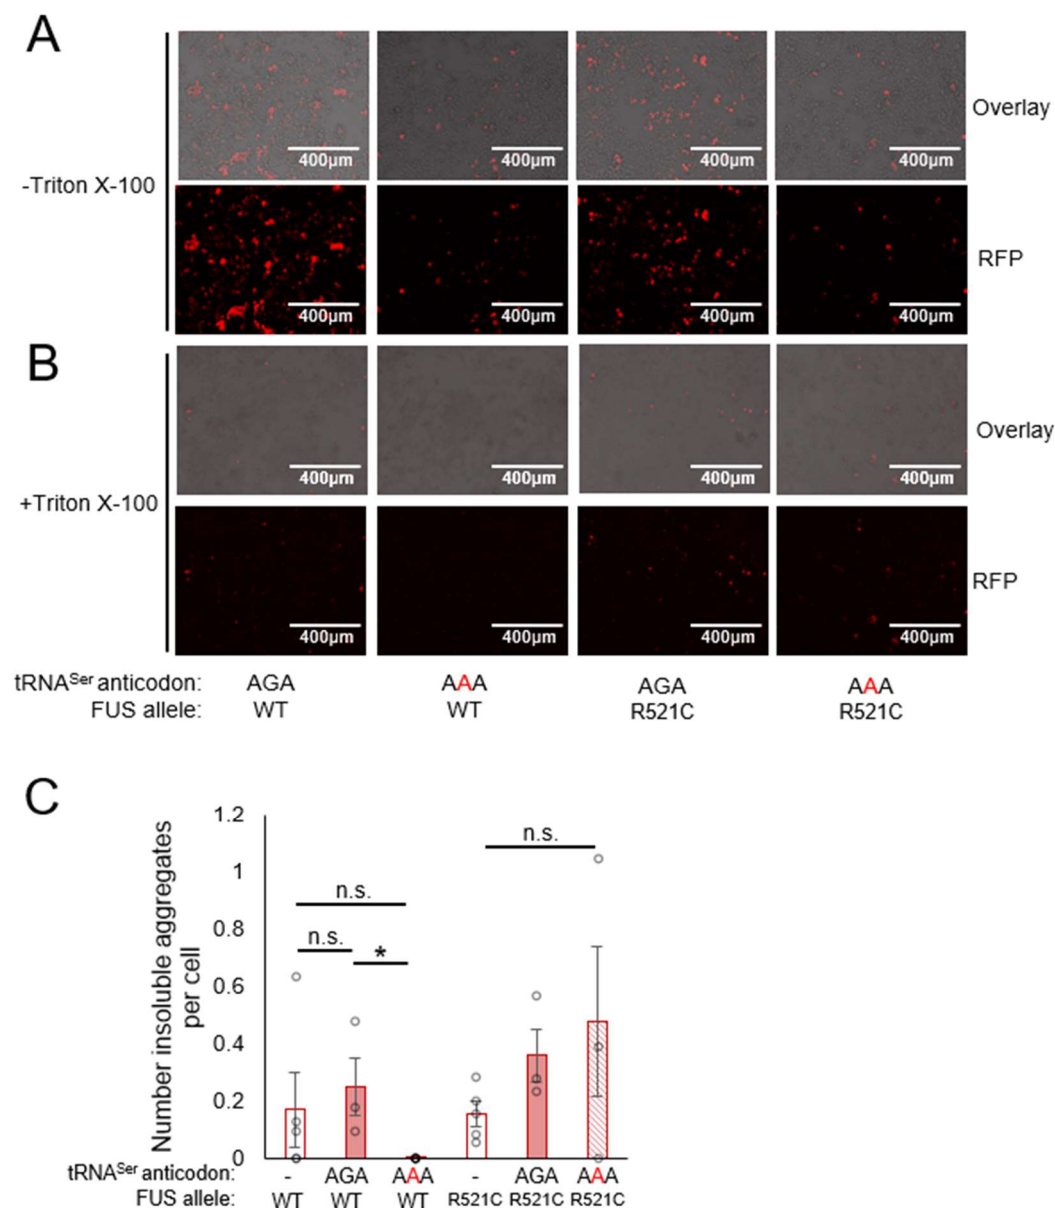 A
Overlay
400µm 400µm 400µm 400µm
-Triton X-100
RFP
400µm 400µm 400µm 400µm
B
Overlay
400µm 400µm 400µm 400µm
+Triton X-100
RFP
400µm 400µm 400µm 400µm
tRNASer anticodon: AGA AAA AGA AAA
FUS allele: WT WT R521C R521C
C
Number insoluble aggregates
per cell
1.2
1
0.8
0.6
0.4
0.2
0
n.s.
n.s.
n.s.
*
tRNASer anticodon: - AGA AAA - AGA AAA
FUS allele: WT WT WT R521C R521C R521C